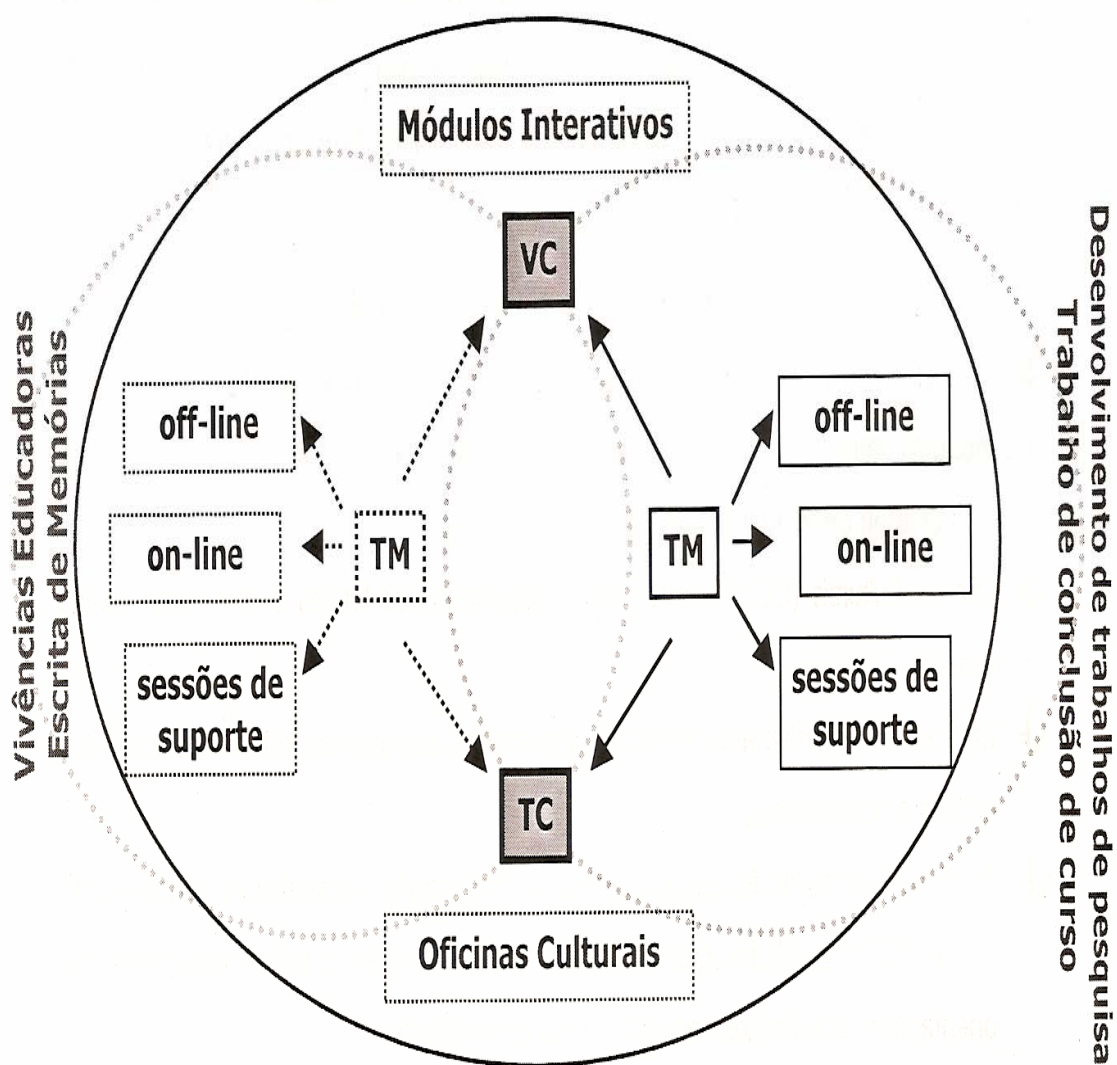 Módulos Interativos
VC
Vivências Educadoras
Escrita de Memórias
off-line
on-line
sessões de
suporte
TM
TM
off-line
on-line
sessões de
suporte
TC
Oficinas Culturais
Desenvolvimento de trabalhos de pesquisa
Trabalho de conclusão de curso